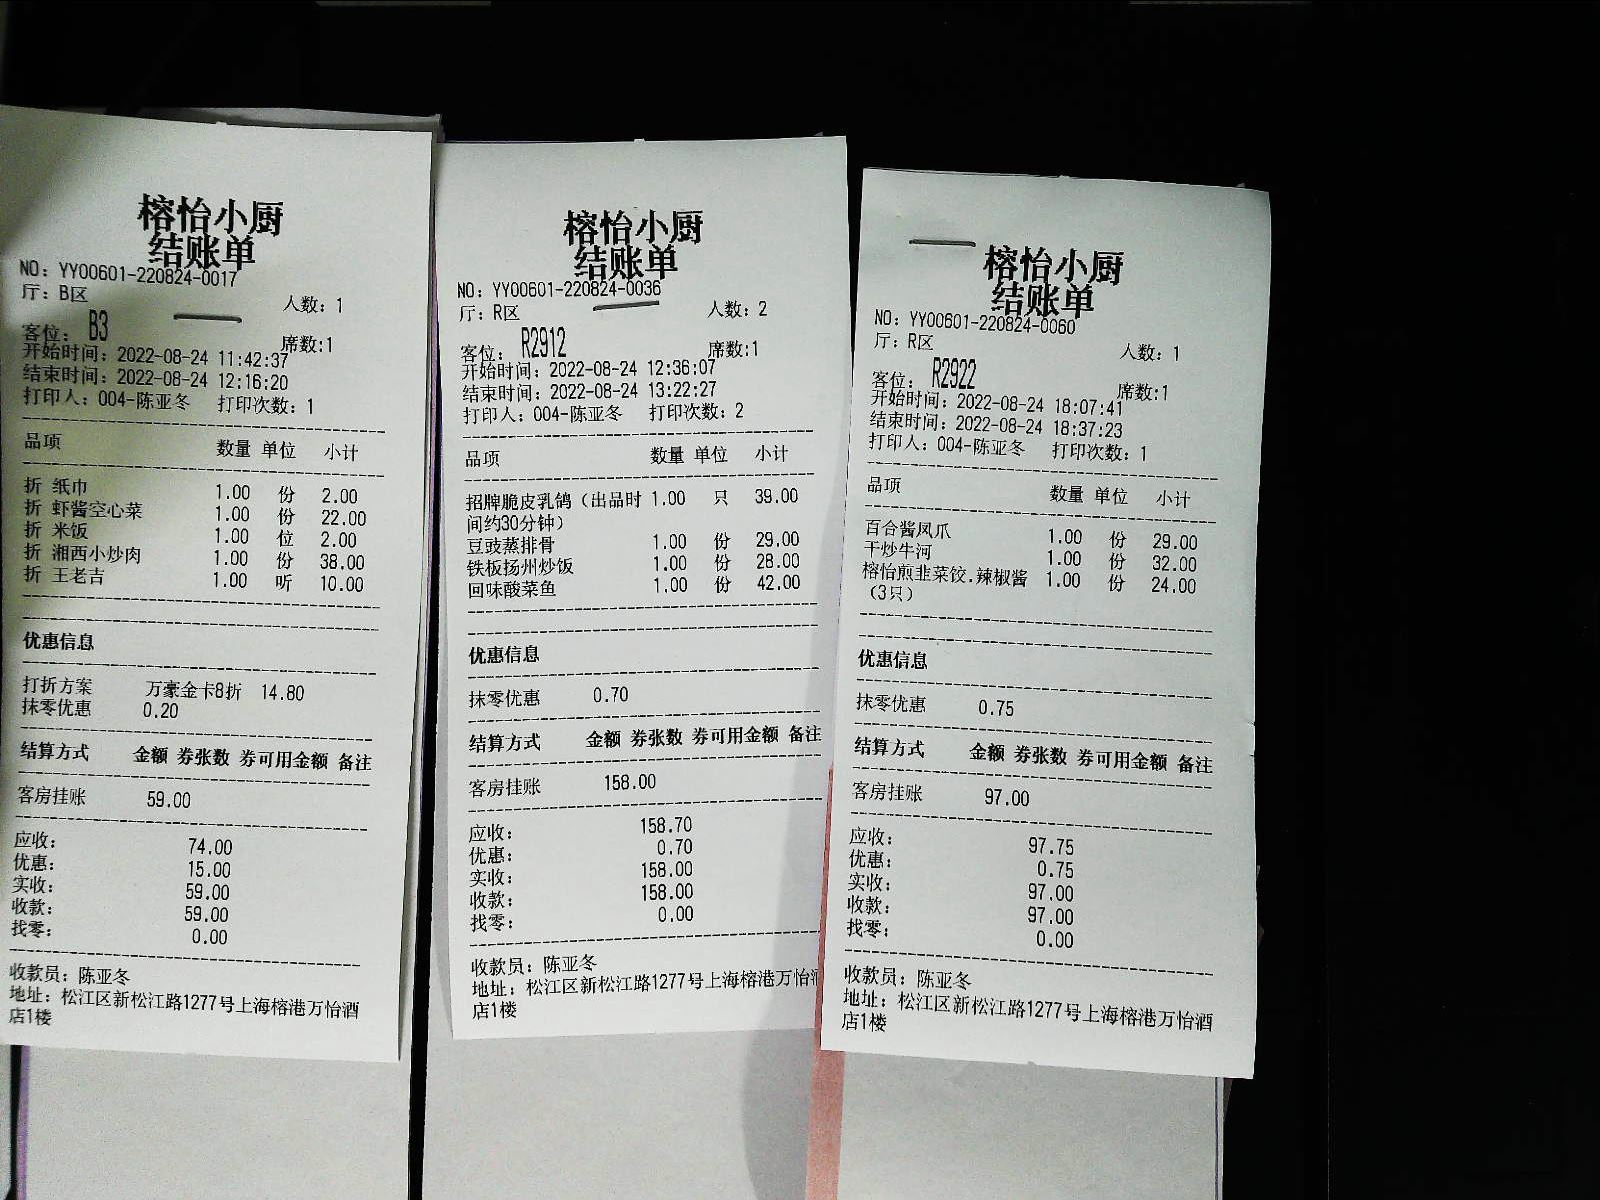 榕怡小厨
结账单
NO: YY00601-220824-0017
厅: B区 人数: 1
客位: B3 席数:1
开始时间: 2022-08-24 11:42:37
结束时间: 2022-08-24 12:16:20
打印人: 004-陈亚冬 打印次数: 1
品项 数量 单位 小计
折 纸巾 1.00 份 2.00
折 虾酱空心菜 1.00 份 22.00
折 米饭 1.00 位 2.00
折 湘西小炒肉 1.00 份 38.00
折 王老吉 1.00 听 10.00
优惠信息
打折方案 万豪金卡8折 14.80
抹零优惠 0.20
结算方式 金额 券张数 券可用金额 备注
客房挂账 59.00
应收: 74.00
优惠: 15.00
实收: 59.00
收款: 59.00
找零: 0.00
收款员: 陈亚冬
地址: 松江区新松江路1277号上海榕港万怡酒
店1楼
榕怡小厨
结账单
NO: YY00601-220824-0036
厅: R区 人数: 2
客位: R2912 席数:1
开始时间: 2022-08-24 12:36:07
结束时间: 2022-08-24 13:22:27
打印人: 004-陈亚冬 打印次数: 2
品项 数量 单位 小计
招牌脆皮乳鸽（出品时 1.00 只 39.00
间约30分钟）
豆豉蒸排骨 1.00 份 29.00
铁板扬州炒饭 1.00 份 28.00
回味酸菜鱼 1.00 份 42.00
优惠信息
抹零优惠 0.70
结算方式 金额 券张数 券可用金额 备注
客房挂账 158.00
应收: 158.70
优惠: 0.70
实收: 158.00
收款: 158.00
找零: 0.00
收款员: 陈亚冬
地址: 松江区新松江路1277号上海榕港万怡酒
店1楼
榕怡小厨
结账单
NO: YY00601-220824-0060
厅: R区 人数: 1
客位: R2922 席数:1
开始时间: 2022-08-24 18:07:41
结束时间: 2022-08-24 18:37:23
打印人: 004-陈亚冬 打印次数: 1
品项 数量 单位 小计
百合酱凤爪 1.00 份 29.00
干炒牛河 1.00 份 32.00
榕怡煎韭菜饺.辣椒酱 1.00 份 24.00
（3只）
优惠信息
抹零优惠 0.75
结算方式 金额 券张数 券可用金额 备注
客房挂账 97.00
应收: 97.75
优惠: 0.75
实收: 97.00
收款: 97.00
找零: 0.00
收款员: 陈亚冬
地址: 松江区新松江路1277号上海榕港万怡酒
店1楼